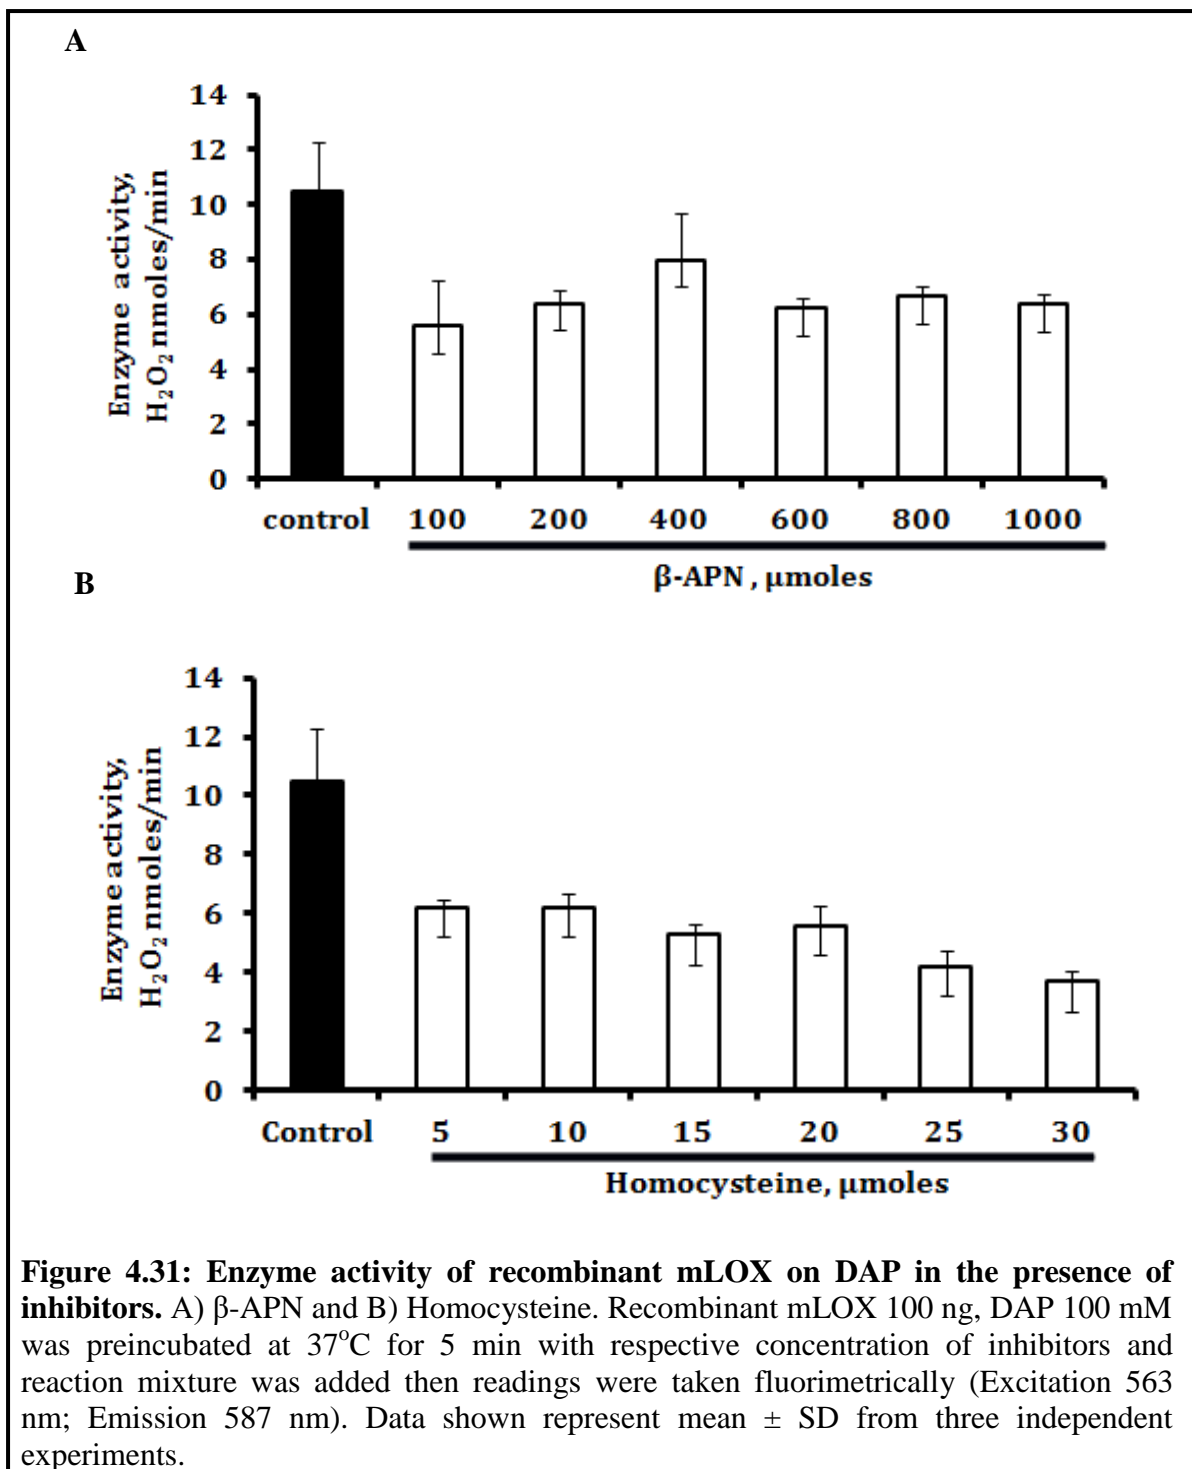 A
14
12
10
8
6
4
2
0
Enzyme activity,
H₂O₂ nmoles/min
control 100 200 400 600 800 1000
β-APN , µmoles
B
14
12
10
8
6
4
2
0
Enzyme activity,
H₂O₂ nmoles/min
Control 5 10 15 20 25 30
Homocysteine, µmoles
Figure 4.31: Enzyme activity of recombinant mLOX on DAP in the presence of
inhibitors. A) β-APN and B) Homocysteine. Recombinant mLOX 100 ng, DAP 100 mM
was preincubated at 37°C for 5 min with respective concentration of inhibitors and
reaction mixture was added then readings were taken fluorimetrically (Excitation 563
nm; Emission 587 nm). Data shown represent mean ± SD from three independent
experiments.